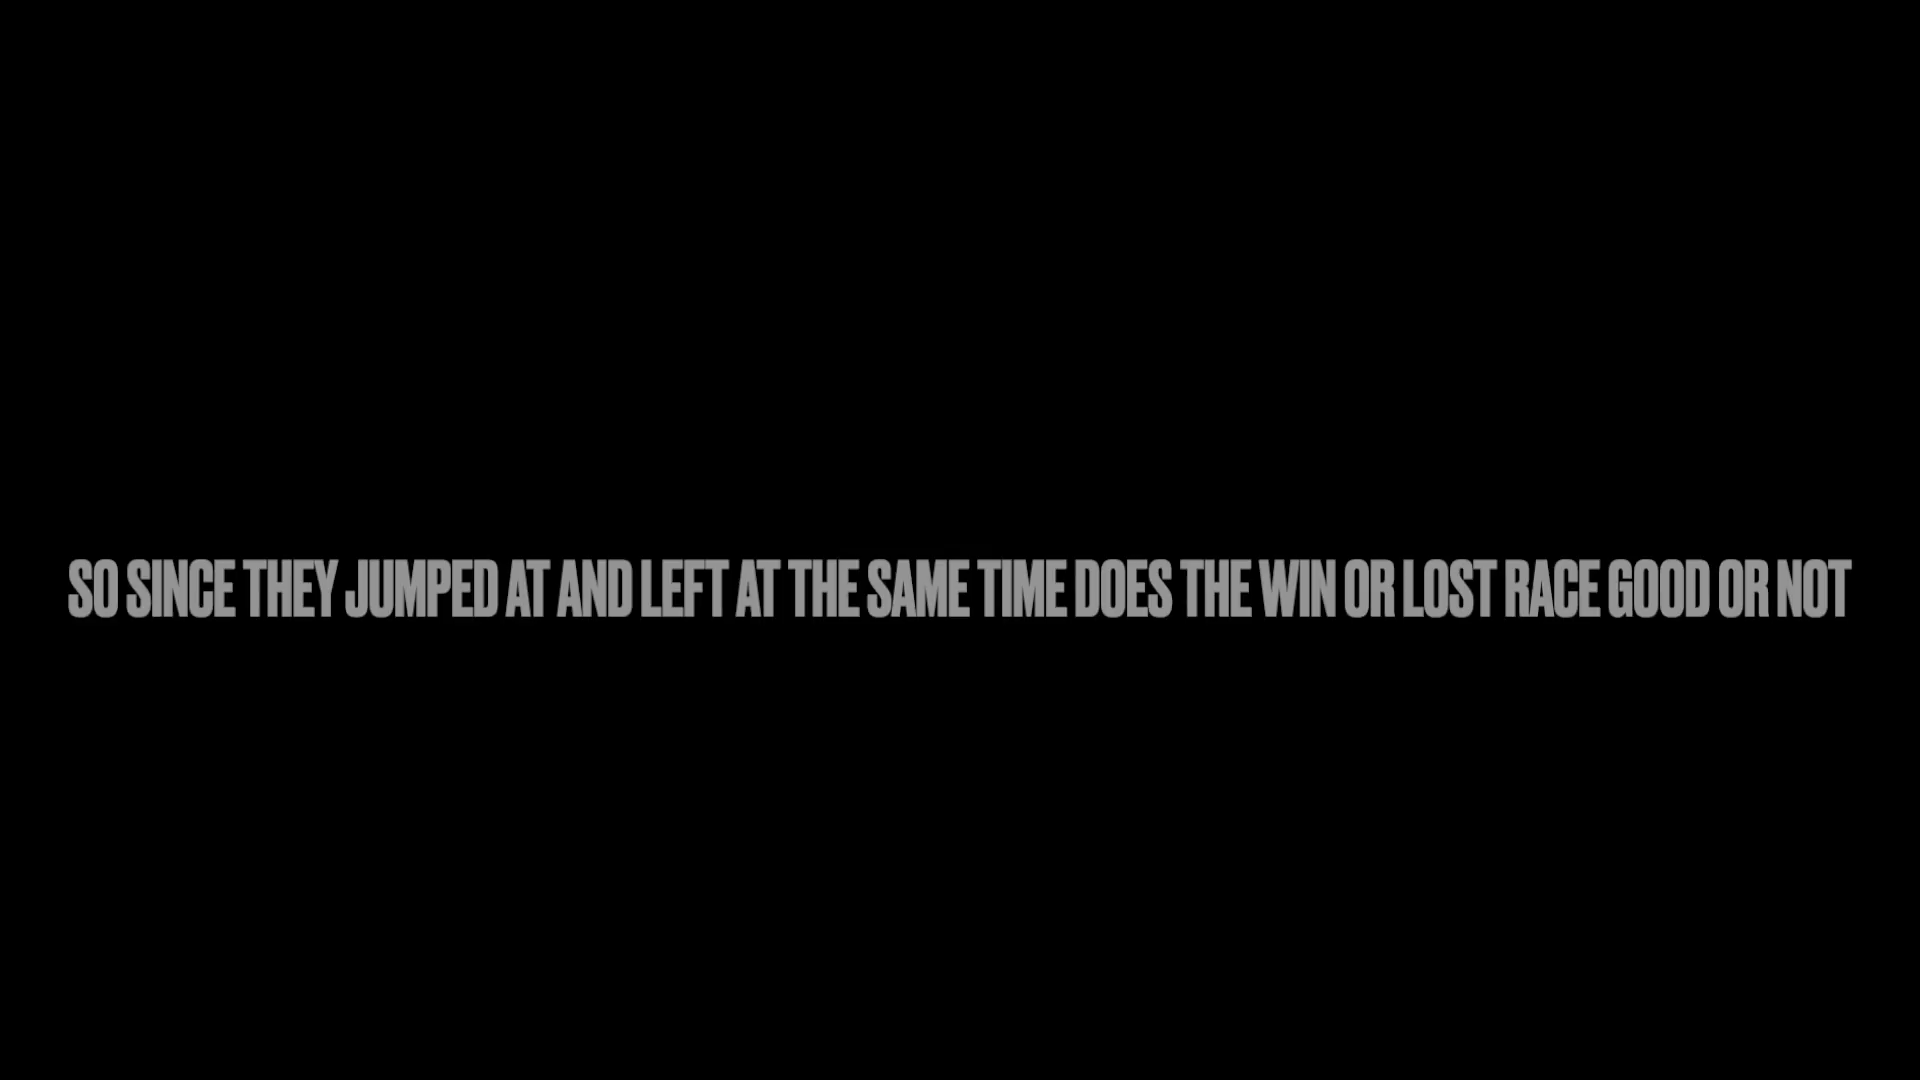 SO SINCE THEY JUMPED AT AND LEFT AT THE SAME TIME DOES THE WIN OR LOST RACE GOOD OR NOT